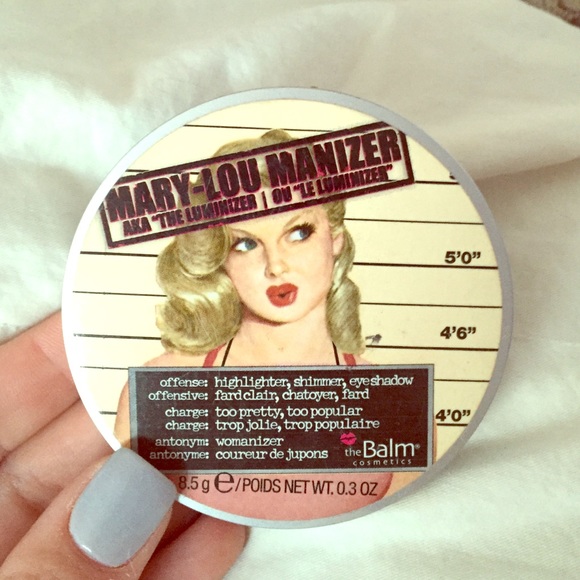 MARY-LOU MANIZER
AKA "THE LUMINIZER | OU "LE LUMINIZER"
5'0"
4'6"
4'0"
offense: highlighter, shimmer, eyeshadow
offensive: fard clair, chatoyer, fard
charge: too pretty, too popular
charge: trop jolie, trop populaire
antonym: womanizer
antonyme: coureur de jupons
theBalm®
cosmetics
8.5 g e/POIDS NET WT. 0.3 OZ